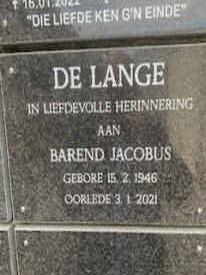 † 16.01.2022
"DIE LIEFDE KEN G'N EINDE"
DE LANGE
IN LIEFDEVOLLE HERINNERING
AAN
BAREND JACOBUS
GEBORE 15. 2. 1946
OORLEDE 3. 1. 2021